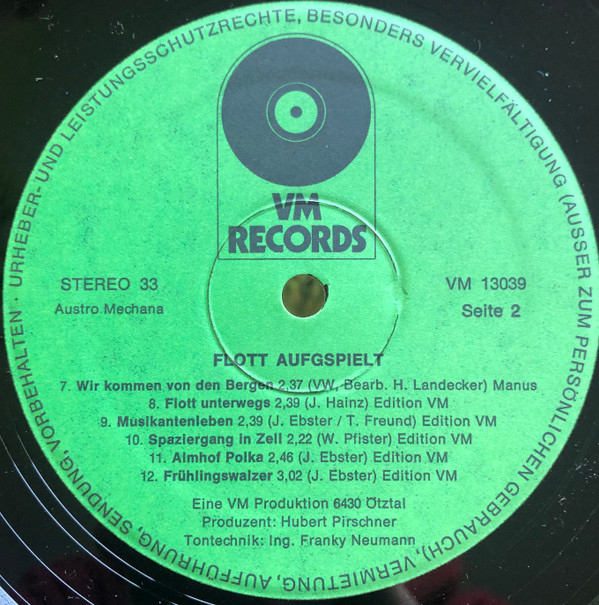 URHEBER- UND LEISTUNGSSCHUTZRECHTE, BESONDERS VERVIELFÄLTIGUNG (AUSSER ZUM PERSÖNLICHEN GEBRAUCH), VERMIETUNG, AUFFÜHRUNG, SENDUNG, VORBEHALTEN ·
VM
RECORDS
STEREO 33
Austro Mechana
VM 13039
Seite 2
FLOTT AUFGSPIELT
7. Wir kommen von den Bergen 2,37 (VW, Bearb. H. Landecker) Manus
8. Flott unterwegs 2,39 (J. Hainz) Edition VM
9. Musikantenleben 2,39 (J. Ebster / T. Freund) Edition VM
10. Spaziergang in Zell 2,22 (W. Pfister) Edition VM
11. Almhof Polka 2,46 (J. Ebster) Edition VM
12. Frühlingswalzer 3,02 (J. Ebster) Edition VM
Eine VM Produktion 6430 Ötztal
Produzent: Hubert Pirschner
Tontechnik: Ing. Franky Neumann